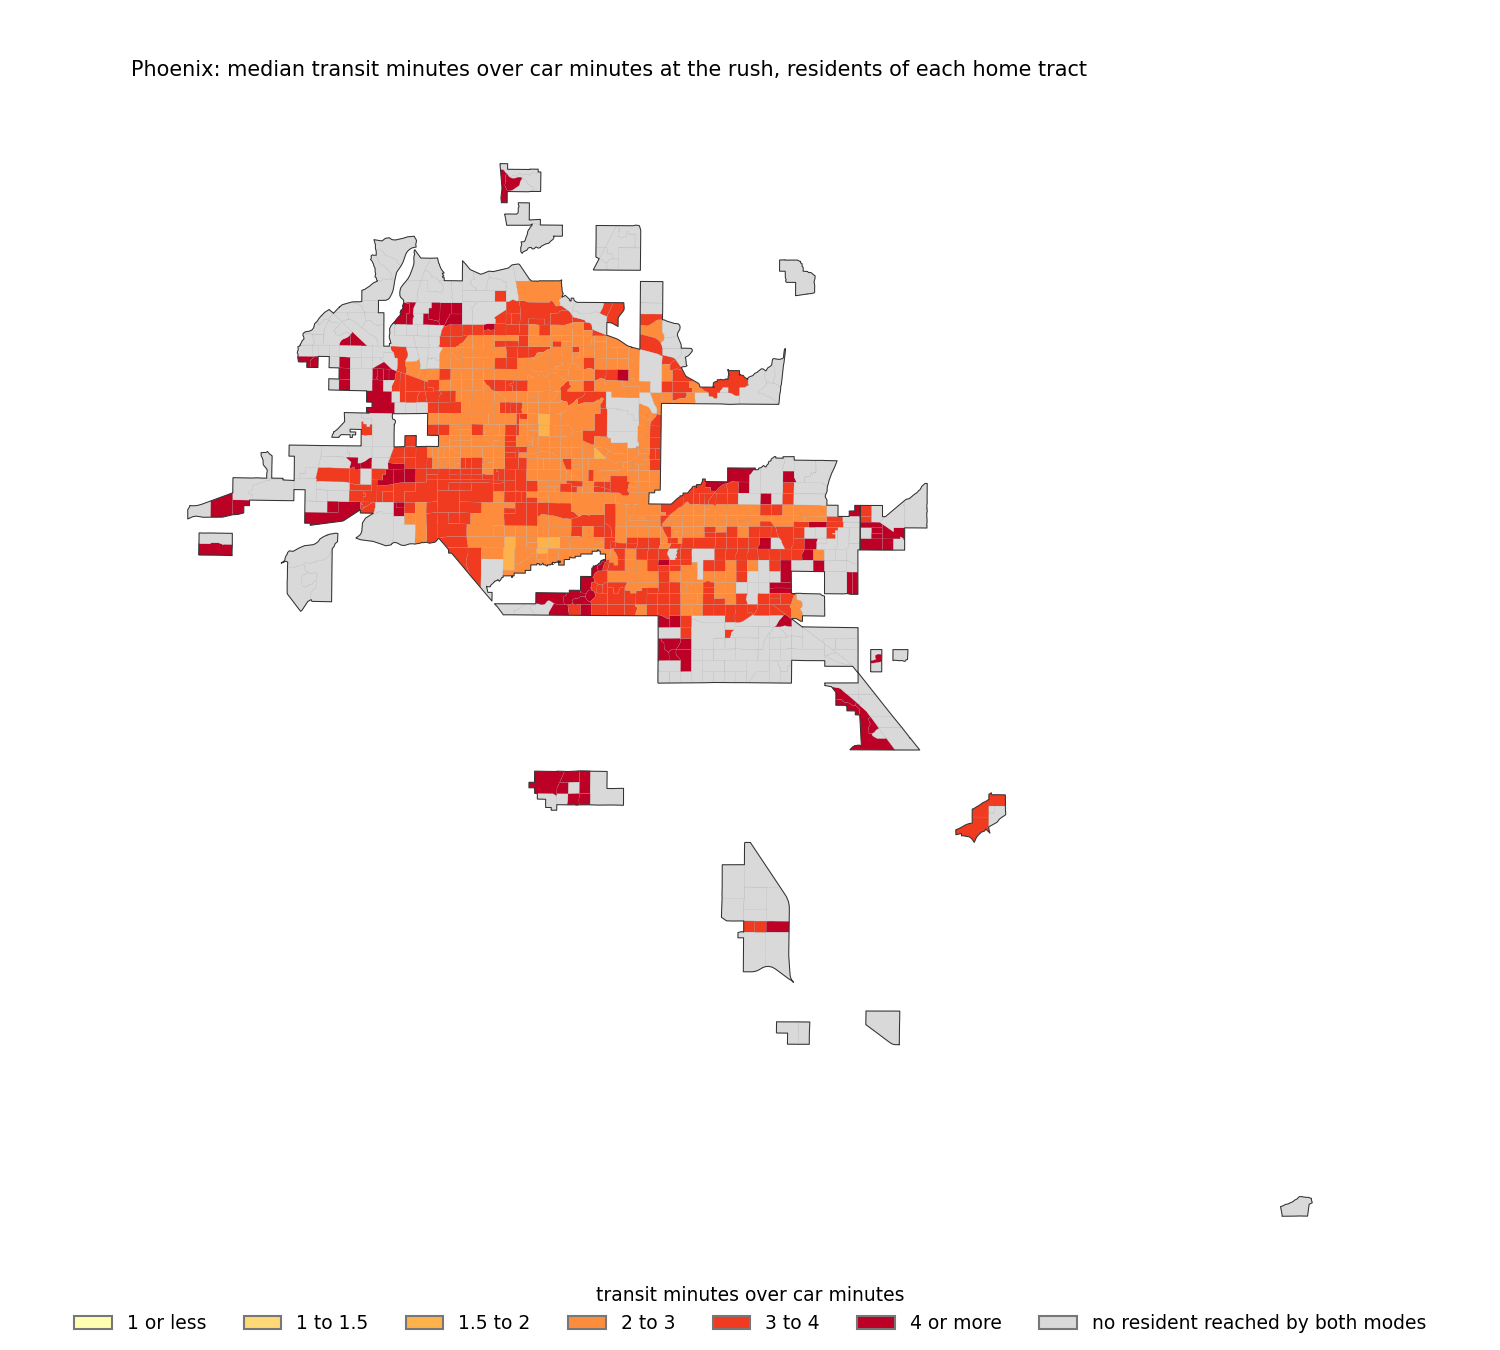 Phoenix: median transit minutes over car minutes at the rush, residents of each home tract
transit minutes over car minutes
1 or less
1 to 1.5
1.5 to 2
2 to 3
3 to 4
4 or more
no resident reached by both modes